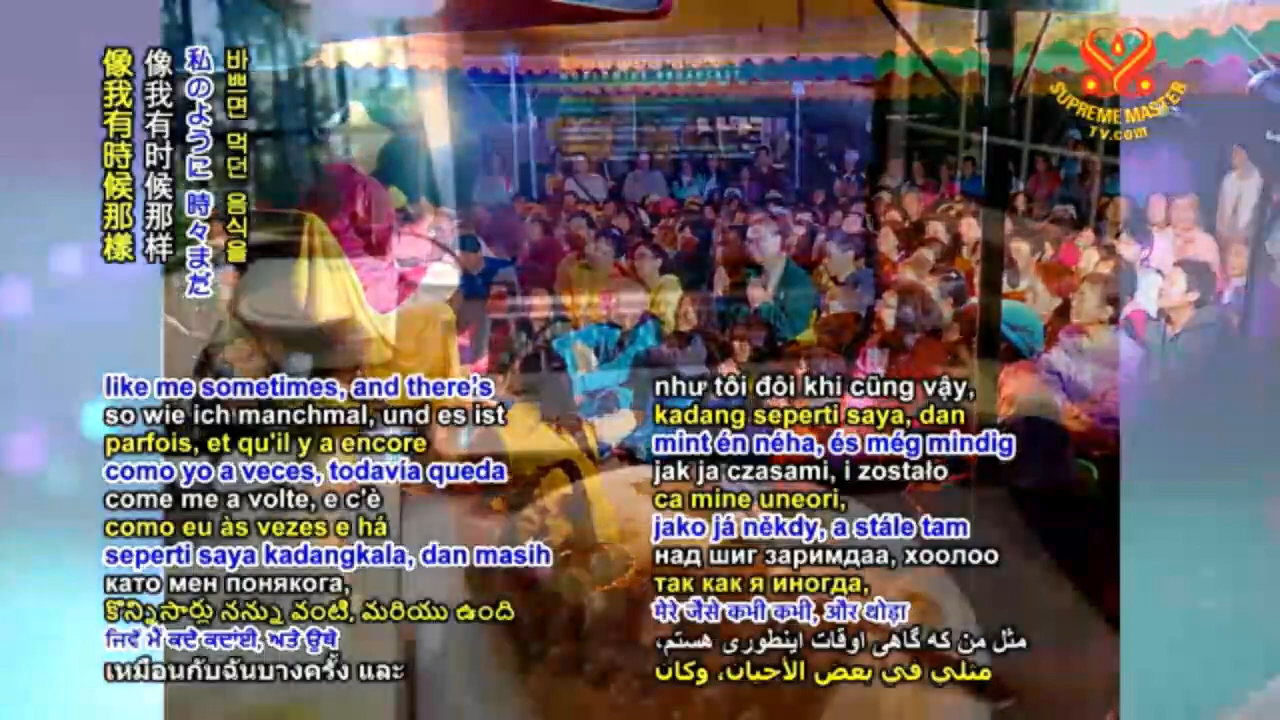 像我有時候那樣
像我有时候那样
私のように 時々まだ
바쁘면 먹던 음식을
SUPREME MASTER
TV.com
like me sometimes, and there's
so wie ich manchmal, und es ist
parfois, et qu'il y a encore
como yo a veces, todavía queda
come me a volte, e c'è
como eu às vezes e há
seperti saya kadangkala, dan masih
като мен понякога,
కొన్నిసార్లు నన్ను వంటి, మరియు ఉంది
ਜਿਵੇਂ ਮੈਂ ਕਦੇ ਕਦਾਂਈ, ਅਤੇ ਉਥੇ
เหมือนกับฉันบางครั้ง และ
như tôi đôi khi cũng vậy,
kadang seperti saya, dan
mint én néha, és még mindig
jak ja czasami, i zostało
ca mine uneori,
jako já někdy, a stále tam
над шиг заримдаа, хоолоо
так как я иногда,
मेरे जैसे कभी कभी, और थोड़ा
مثل من که گاهی اوقات اینطوری هستم،
مثلي في بعض الأحيان، وكان